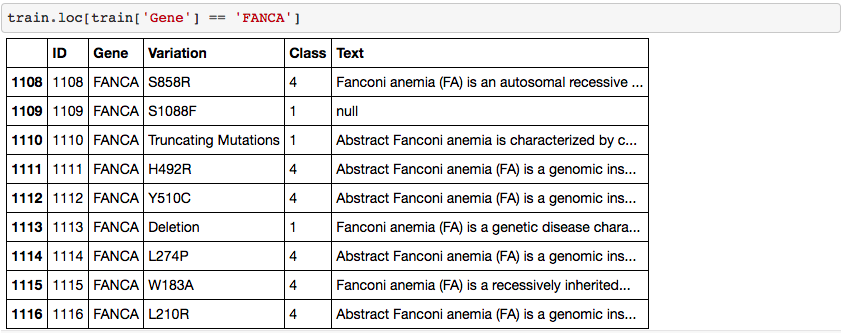 train.loc[train['Gene'] == 'FANCA']
ID Gene Variation Class Text
1108 1108 FANCA S858R 4 Fanconi anemia (FA) is an autosomal recessive ...
1109 1109 FANCA S1088F 1 null
1110 1110 FANCA Truncating Mutations 1 Abstract Fanconi anemia is characterized by c...
1111 1111 FANCA H492R 4 Abstract Fanconi anemia (FA) is a genomic ins...
1112 1112 FANCA Y510C 4 Abstract Fanconi anemia (FA) is a genomic ins...
1113 1113 FANCA Deletion 1 Fanconi anemia (FA) is a genetic disease chara...
1114 1114 FANCA L274P 4 Abstract Fanconi anemia (FA) is a genomic ins...
1115 1115 FANCA W183A 4 Fanconi anemia (FA) is a recessively inherited...
1116 1116 FANCA L210R 4 Abstract Fanconi anemia (FA) is a genomic ins...